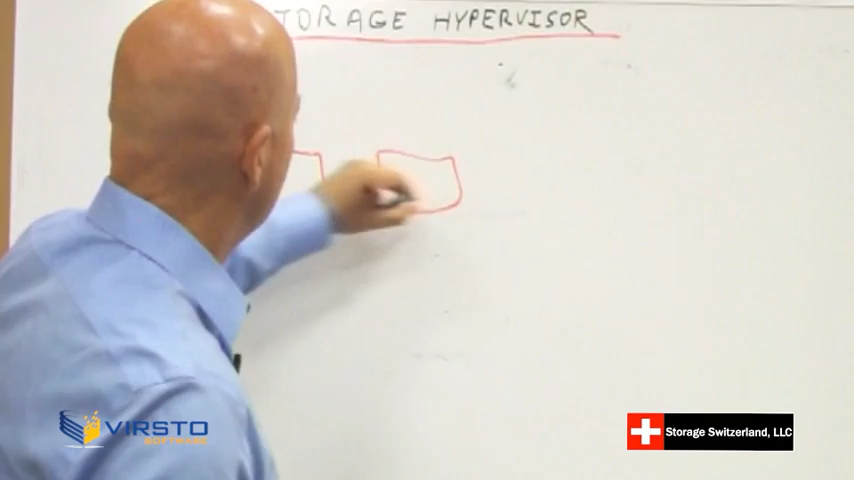 TORAGE HYPERVISOR
VIRSTO
SOFTWARE
Storage Switzerland, LLC